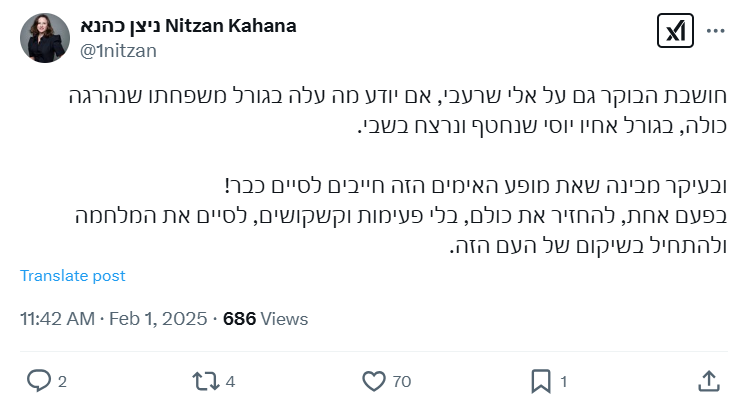 ניצן כהנא Nitzan Kahana
@1nitzan
חושבת הבוקר גם על אלי שרעבי, אם יודע מה עלה בגורל משפחתו שנהרגה
כולה, בגורל אחיו יוסי שנחטף ונרצח בשבי.
ובעיקר מבינה שאת מופע האימים הזה חייבים לסיים כבר!
בפעם אחת, להחזיר את כולם, בלי פעימות וקשקושים, לסיים את המלחמה
ולהתחיל בשיקום של העם הזה.
Translate post
11:42 AM · Feb 1, 2025 · 686 Views
2 4 70 1